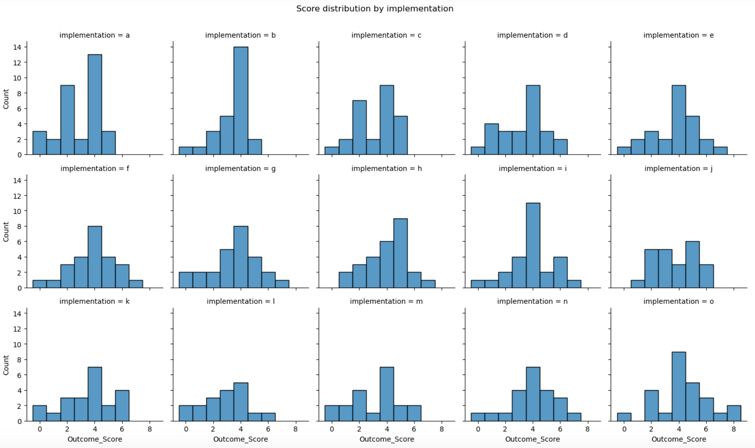 Score distribution by implementation
implementation = a
implementation = b
implementation = c
implementation = d
implementation = e
14
12
10
8
6
4
2
0
Count
implementation = f
implementation = g
implementation = h
implementation = i
implementation = j
14
12
10
8
6
4
2
0
Count
implementation = k
implementation = l
implementation = m
implementation = n
implementation = o
14
12
10
8
6
4
2
0
Count
0 2 4 6 8
0 2 4 6 8
0 2 4 6 8
0 2 4 6 8
0 2 4 6 8
Outcome_Score
Outcome_Score
Outcome_Score
Outcome_Score
Outcome_Score